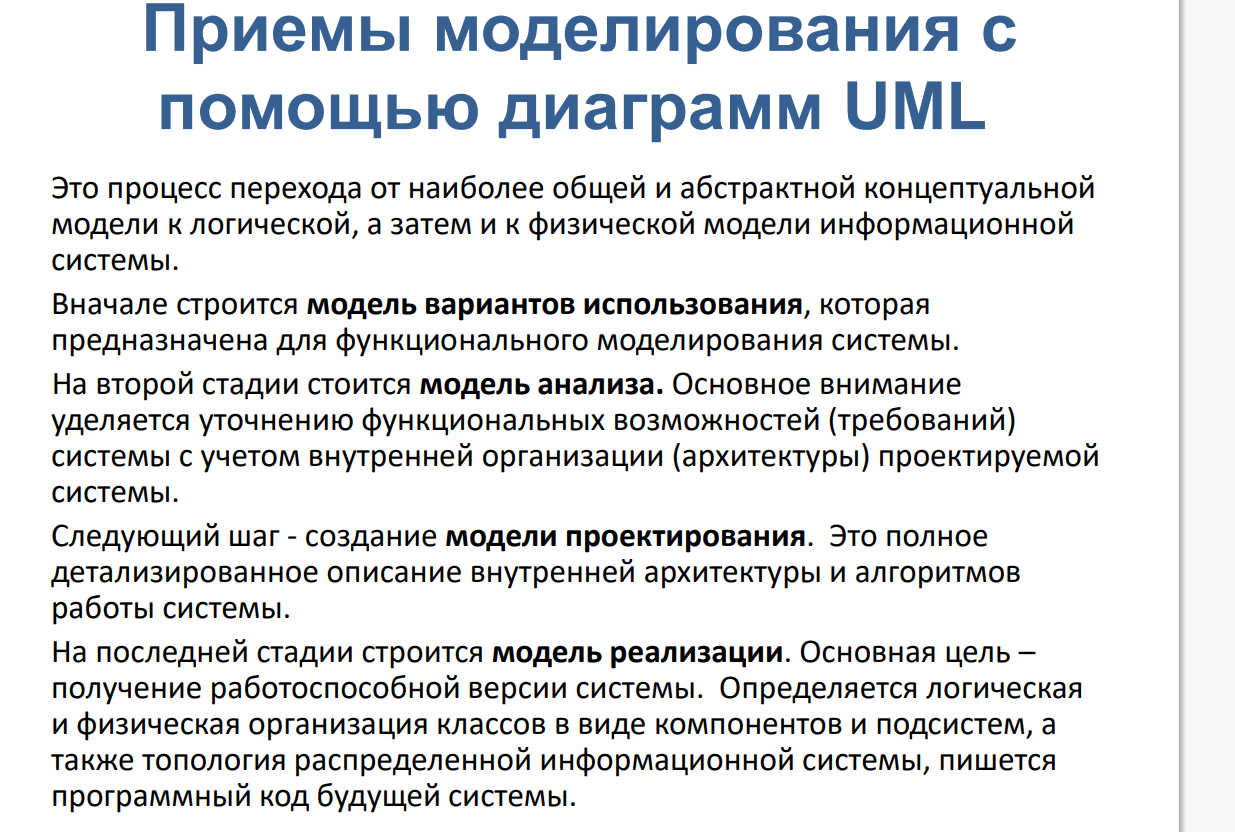 Приемы моделирования с
помощью диаграмм UML
Это процесс перехода от наиболее общей и абстрактной концептуальной
модели к логической, а затем и к физической модели информационной
системы.
Вначале строится модель вариантов использования, которая
предназначена для функционального моделирования системы.
На второй стадии стоится модель анализа. Основное внимание
уделяется уточнению функциональных возможностей (требований)
системы с учетом внутренней организации (архитектуры) проектируемой
системы.
Следующий шаг - создание модели проектирования.  Это полное
детализированное описание внутренней архитектуры и алгоритмов
работы системы.
На последней стадии строится модель реализации. Основная цель –
получение работоспособной версии системы.  Определяется логическая
и физическая организация классов в виде компонентов и подсистем, а
также топология распределенной информационной системы, пишется
программный код будущей системы.